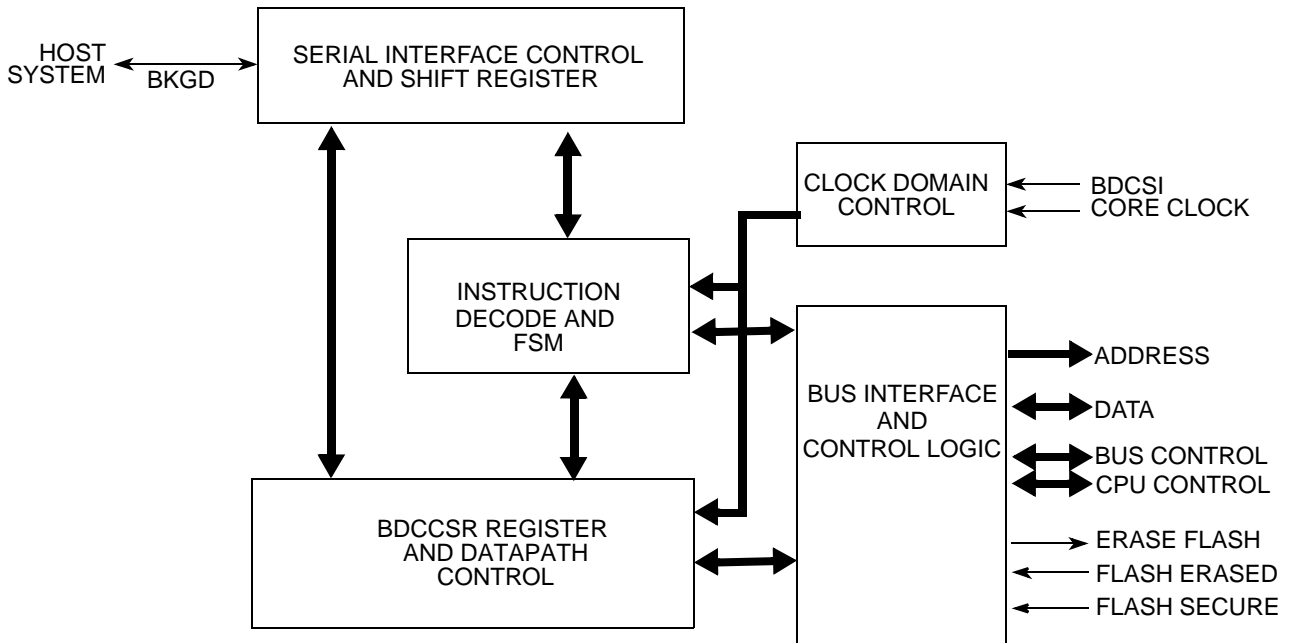 SERIAL INTERFACE CONTROL
AND SHIFT REGISTER
HOST
SYSTEM
BKGD
CLOCK DOMAIN
CONTROL
BDCSI
CORE CLOCK
INSTRUCTION
DECODE AND
FSM
BUS INTERFACE
AND
CONTROL LOGIC
ADDRESS
DATA
BUS CONTROL
CPU CONTROL
ERASE FLASH
FLASH ERASED
FLASH SECURE
BDCCSR REGISTER
AND DATAPATH
CONTROL